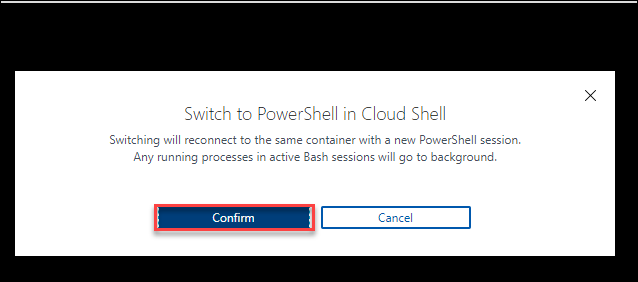 Switch to PowerShell in Cloud Shell
Switching will reconnect to the same container with a new PowerShell session.
Any running processes in active Bash sessions will go to background.
Confirm
Cancel